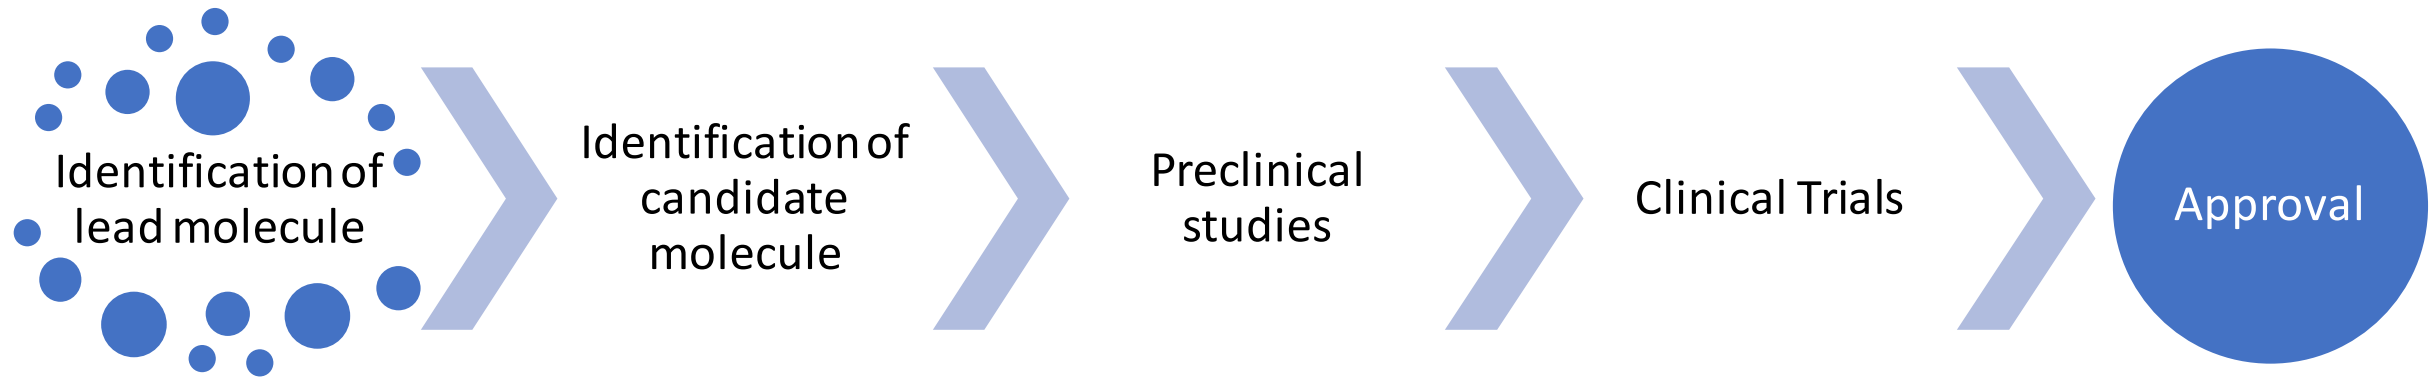 Identification of
lead molecule
Identification of
candidate
molecule
Preclinical
studies
Clinical Trials
Approval